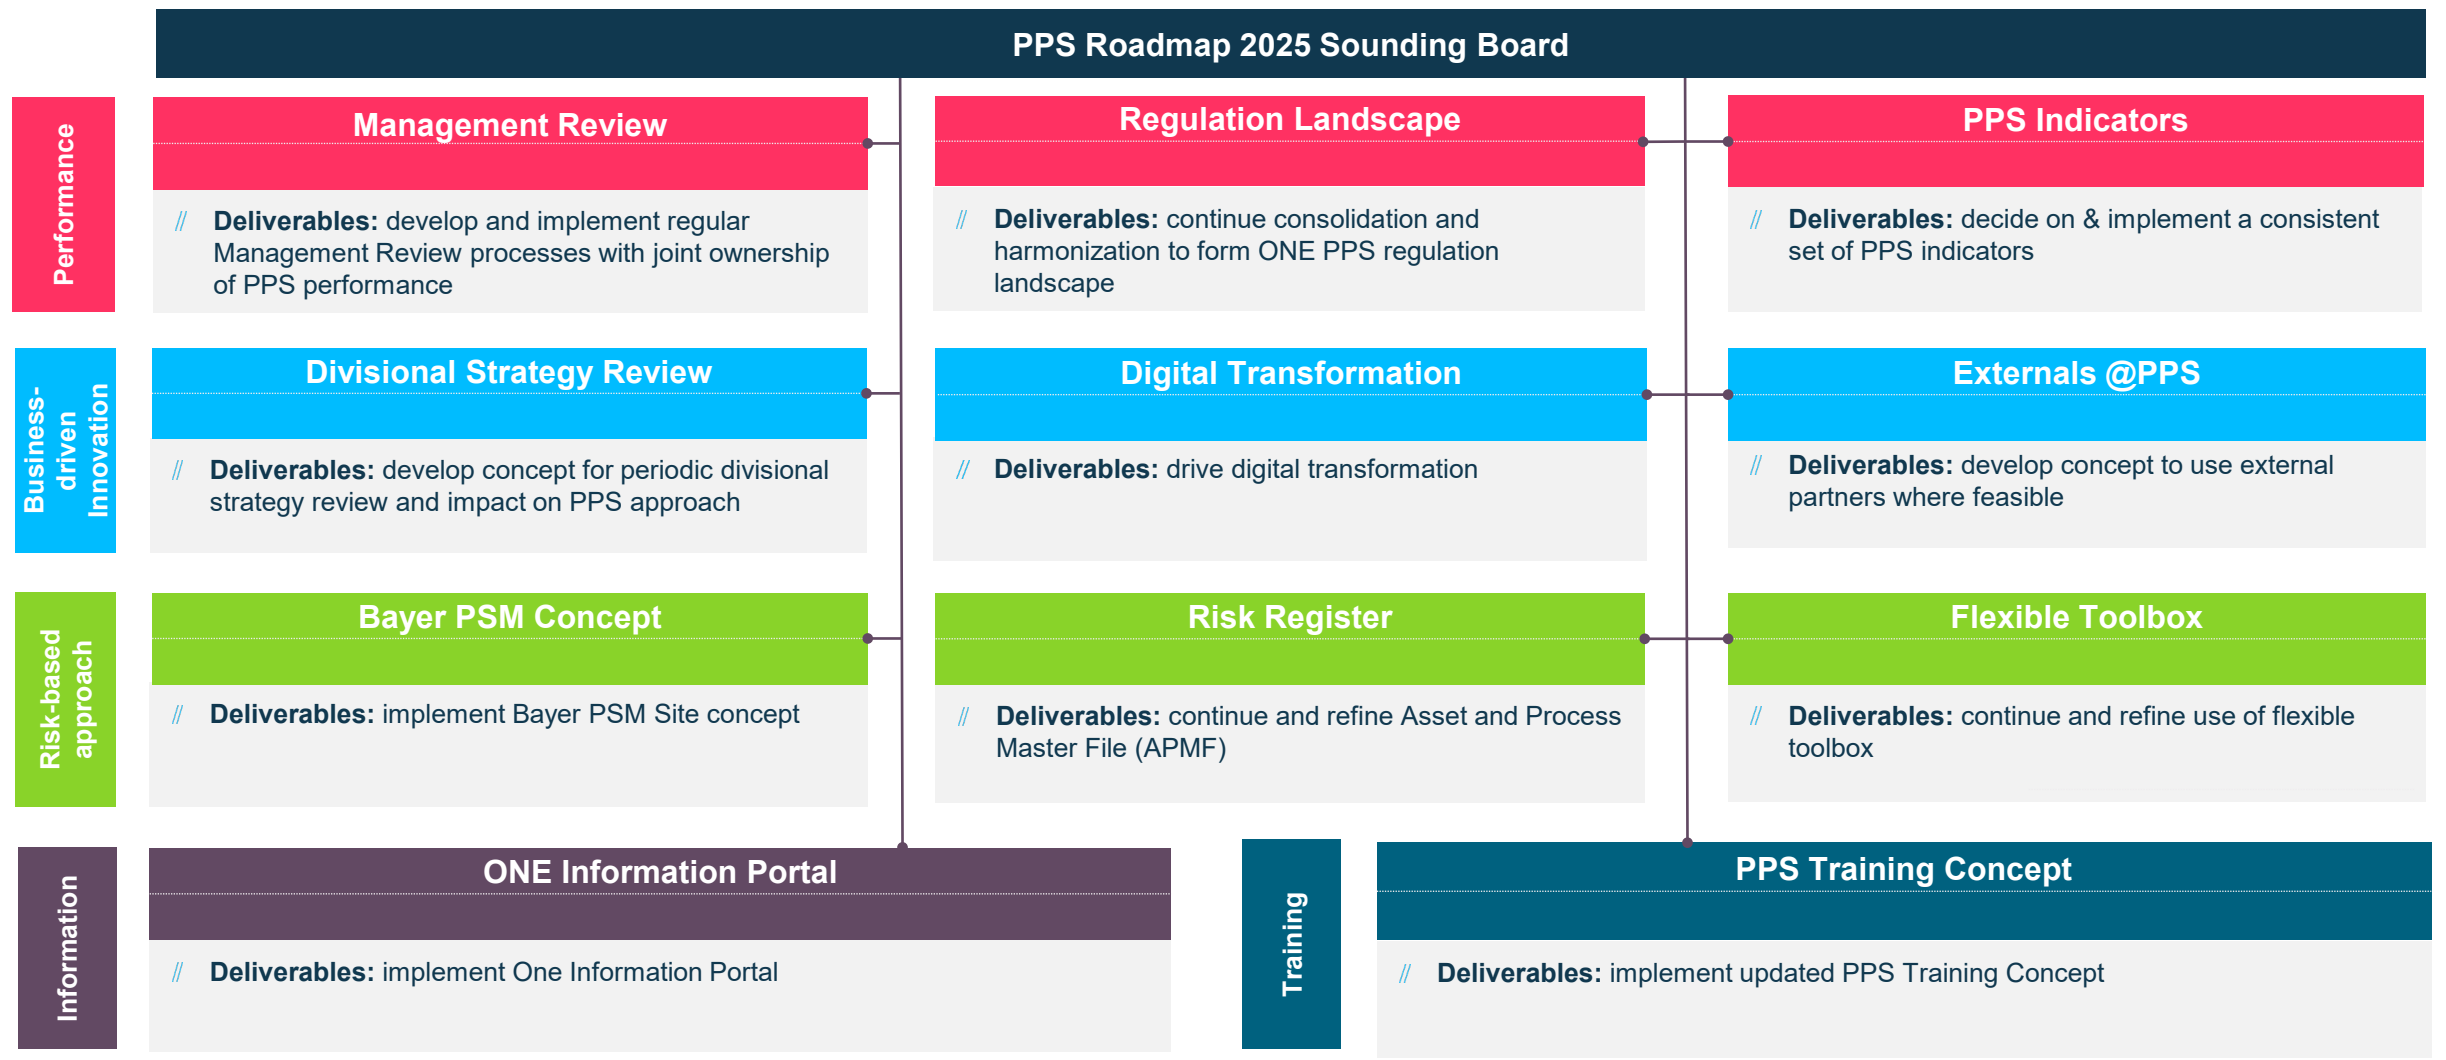 PPS Roadmap 2025 Sounding Board
Performance
Management Review
// Deliverables: develop and implement regular
Management Review processes with joint ownership
of PPS performance
Regulation Landscape
// Deliverables: continue consolidation and
harmonization to form ONE PPS regulation
landscape
PPS Indicators
// Deliverables: decide on & implement a consistent
set of PPS indicators
Business-
driven
Innovation
Divisional Strategy Review
// Deliverables: develop concept for periodic divisional
strategy review and impact on PPS approach
Digital Transformation
// Deliverables: drive digital transformation
Externals @PPS
// Deliverables: develop concept to use external
partners where feasible
Risk-based
approach
Bayer PSM Concept
// Deliverables: implement Bayer PSM Site concept
Risk Register
// Deliverables: continue and refine Asset and Process
Master File (APMF)
Flexible Toolbox
// Deliverables: continue and refine use of flexible
toolbox
Information
ONE Information Portal
// Deliverables: implement One Information Portal
Training
PPS Training Concept
// Deliverables: implement updated PPS Training Concept